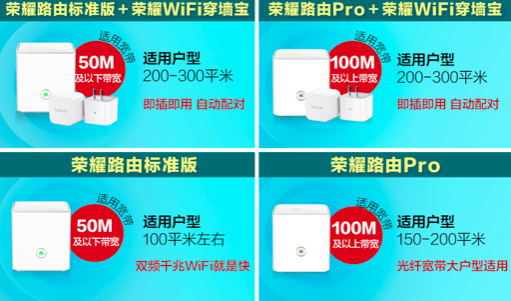 荣耀路由标准版+荣耀WiFi穿墙宝
适用宽带
50M
及以下带宽
适用户型
200-300平米
即插即用 自动配对
荣耀路由Pro+荣耀WiFi穿墙宝
适用宽带
100M
及以上带宽
适用户型
200-300平米
即插即用 自动配对
荣耀路由标准版
适用宽带
50M
及以下带宽
适用户型
100平米左右
双频千兆WiFi就是快
荣耀路由Pro
适用宽带
100M
及以上带宽
适用户型
150-200平米
光纤宽带大户型适用